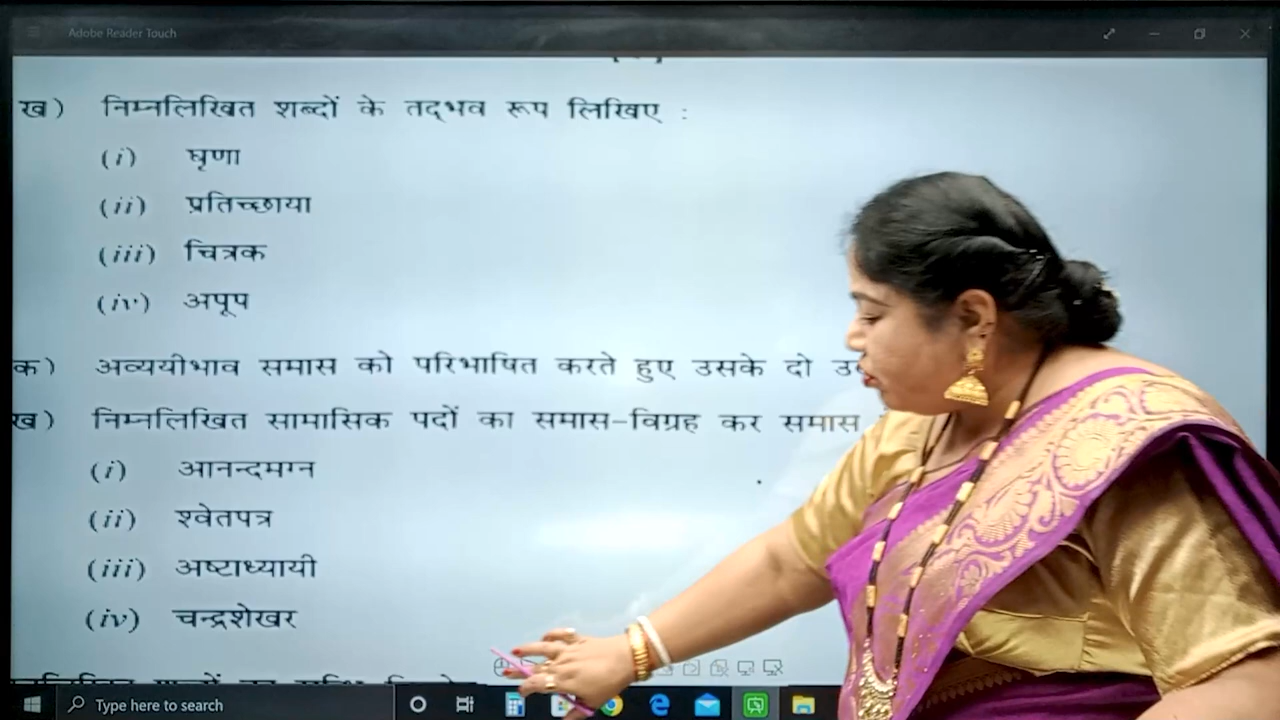 Adobe Reader Touch
ख) निम्नलिखित शब्दों के तद्भव रूप लिखिए :
(i) घृणा
(ii) प्रतिच्छाया
(iii) चित्रक
(iv) अपूप
क) अव्ययीभाव समास को परिभाषित करते हुए उसके दो
ख) निम्नलिखित सामासिक पदों का समास-विग्रह कर समास
(i) आनन्दमग्न
(ii) श्वेतपत्र
(iii) अष्टाध्यायी
(iv) चन्द्रशेखर
Type here to search